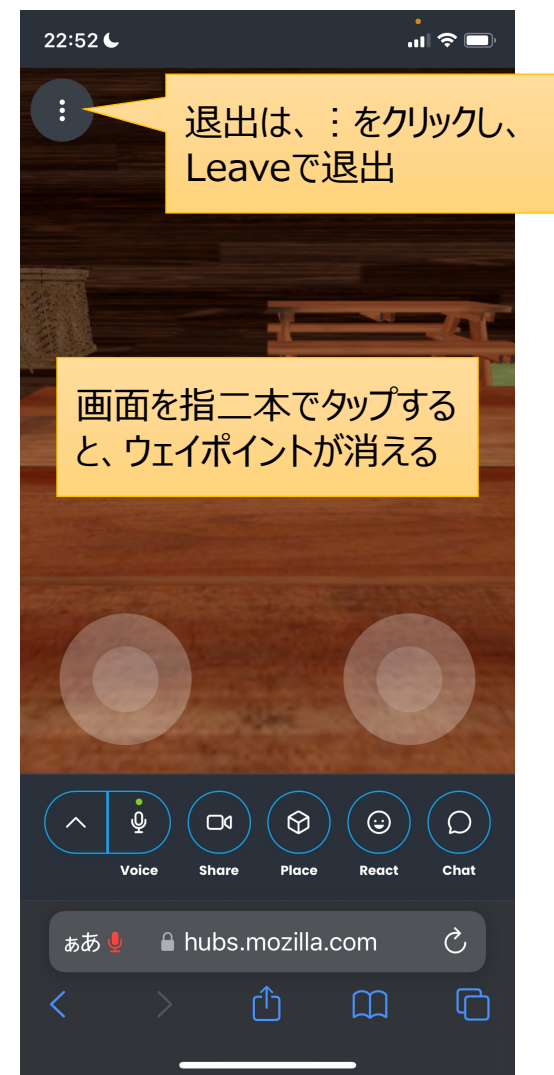 22:52
退出は、︙をクリックし、
Leaveで退出
画面を指二本でタップする
と、ウェイポイントが消える
Voice Share Place React Chat
ぁあ hubs.mozilla.com